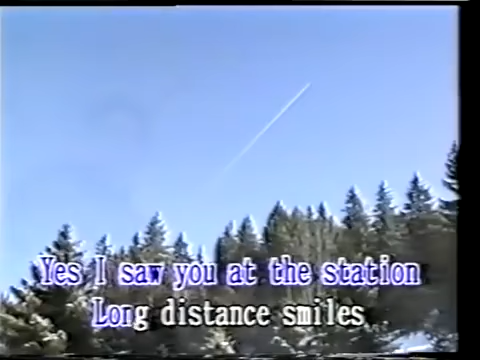 Yes I saw you at the station
Long distance smiles